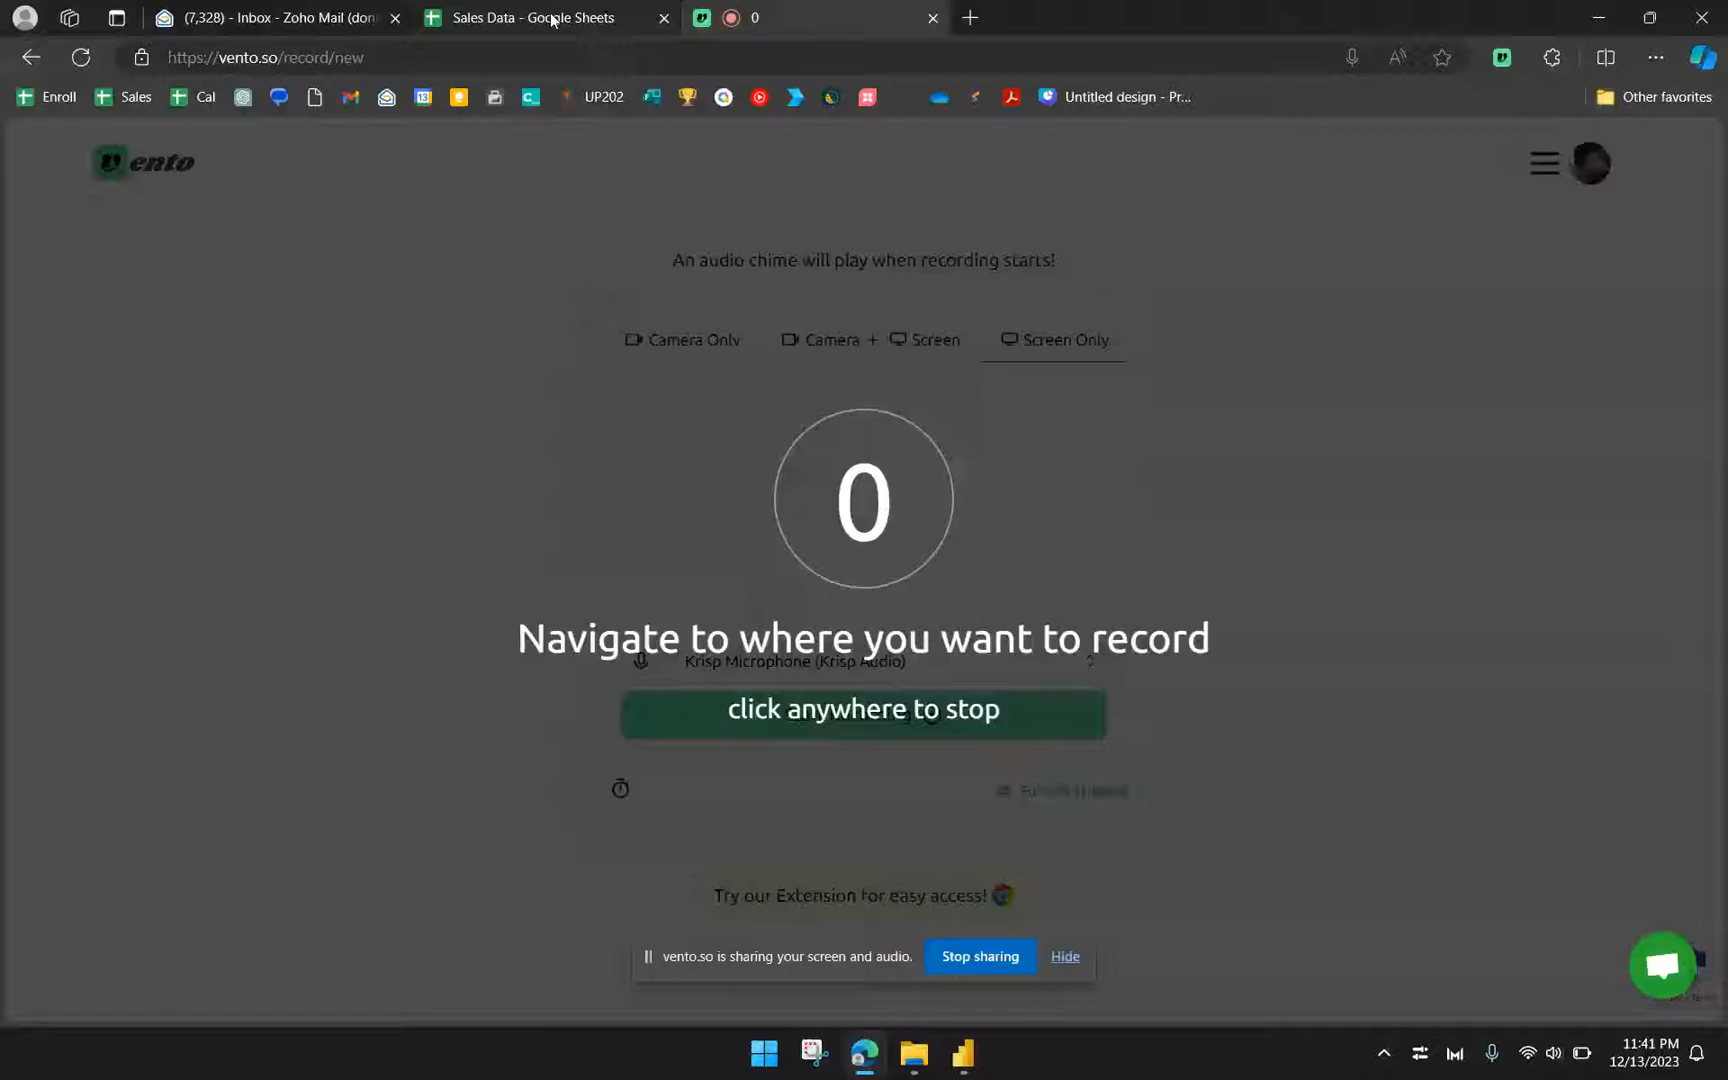 (7,328) - Inbox - Zoho Mail (don
Sales Data - Google Sheets
0
https://vento.so/record/new
Enroll
Sales
Cal
UP202
Untitled design - Pr...
Other favorites
vento
An audio chime will play when recording starts!
Camera Only
Camera + Screen
Screen Only
0
Navigate to where you want to record
Krisp Microphone (Krisp Audio)
click anywhere to stop
Try our Extension for easy access!
vento.so is sharing your screen and audio.
Stop sharing
Hide
11:41 PM
12/13/2023